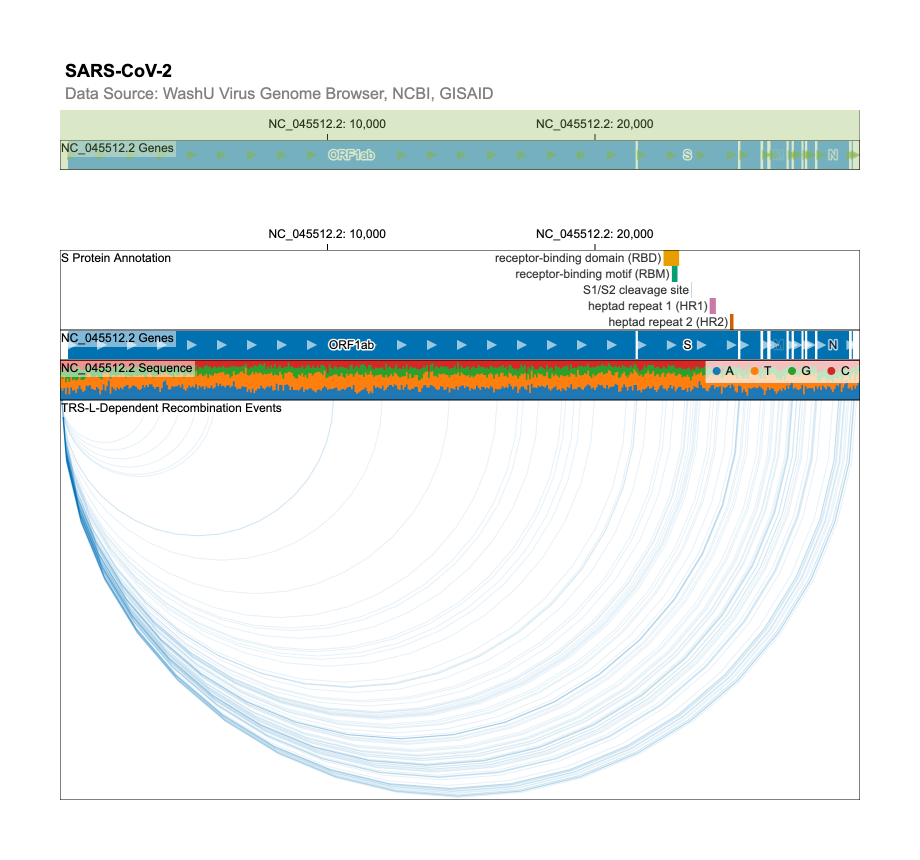 SARS-CoV-2
Data Source: WashU Virus Genome Browser, NCBI, GISAID
NC_045512.2: 10,000 NC_045512.2: 20,000
NC_045512.2 Genes ORF1ab S N
NC_045512.2: 10,000 NC_045512.2: 20,000
S Protein Annotation
receptor-binding domain (RBD)
receptor-binding motif (RBM)
S1/S2 cleavage site
heptad repeat 1 (HR1)
heptad repeat 2 (HR2)
NC_045512.2 Genes ORF1ab S N
NC_045512.2 Sequence A T G C
TRS-L-Dependent Recombination Events